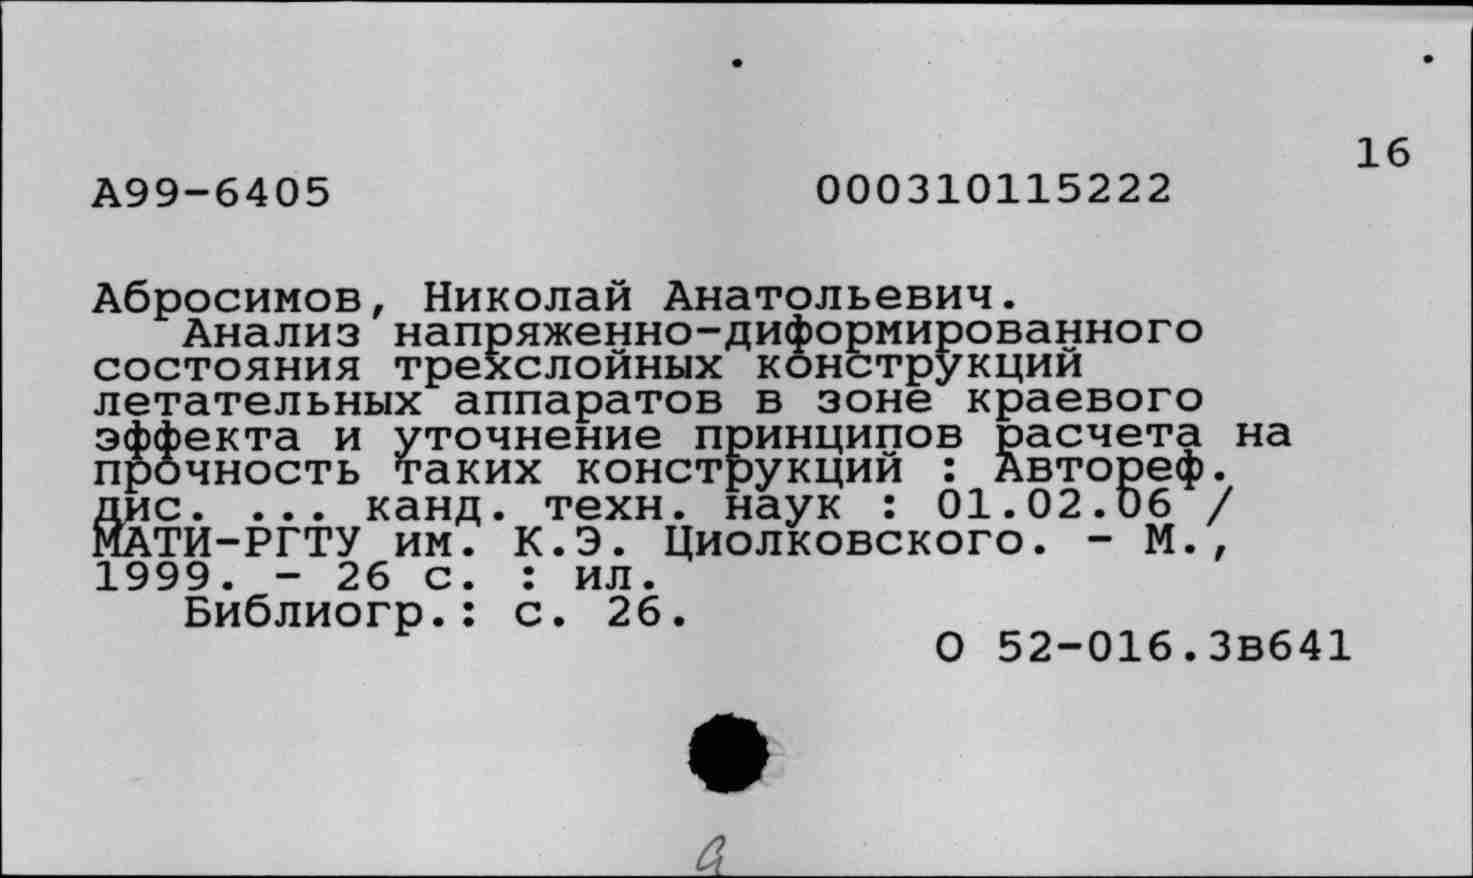 16
А99-6405 000310115222
Абросимов, Николай Анатольевич.
Анализ напряженно-диформированного
состояния трехслойных конструкций
летательных аппаратов в зоне краевого
эффекта и уточнение принципов расчета на
прочность таких конструкций : Автореф.
дис. ... канд. техн. наук : 01.02.06 /
МАТИ-РГТУ им. К.Э. Циолковского. - М.,
1999. - 26 с. : ил.
Библиогр.: с. 26.
О 52-016.3в641